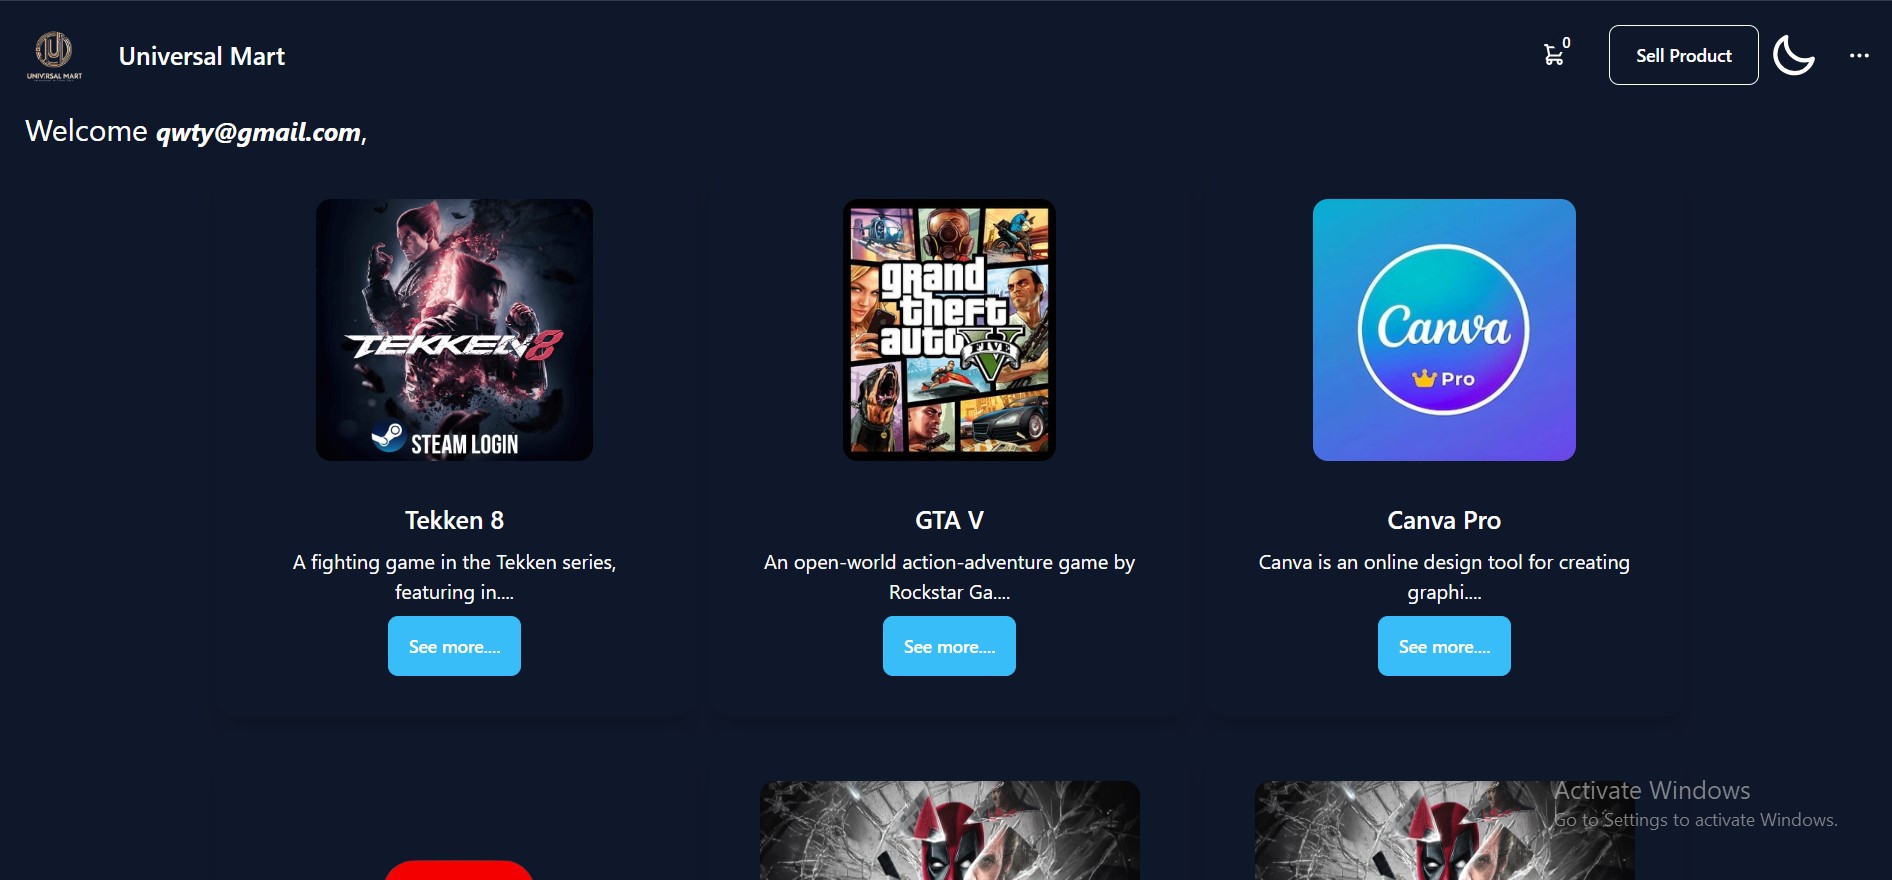 Universal Mart
0
Sell Product
...
UNIVERSAL MART
Welcome qwty@gmail.com,
TEKKEN 8
STEAM LOGIN
grand
theft
auto
FIVE
V
Canva
Pro
Tekken 8
GTA V
Canva Pro
A fighting game in the Tekken series,
featuring in....
An open-world action-adventure game by
Rockstar Ga....
Canva is an online design tool for creating
graphi....
See more....
See more....
See more....
Activate Windows
Go to Settings to activate Windows.